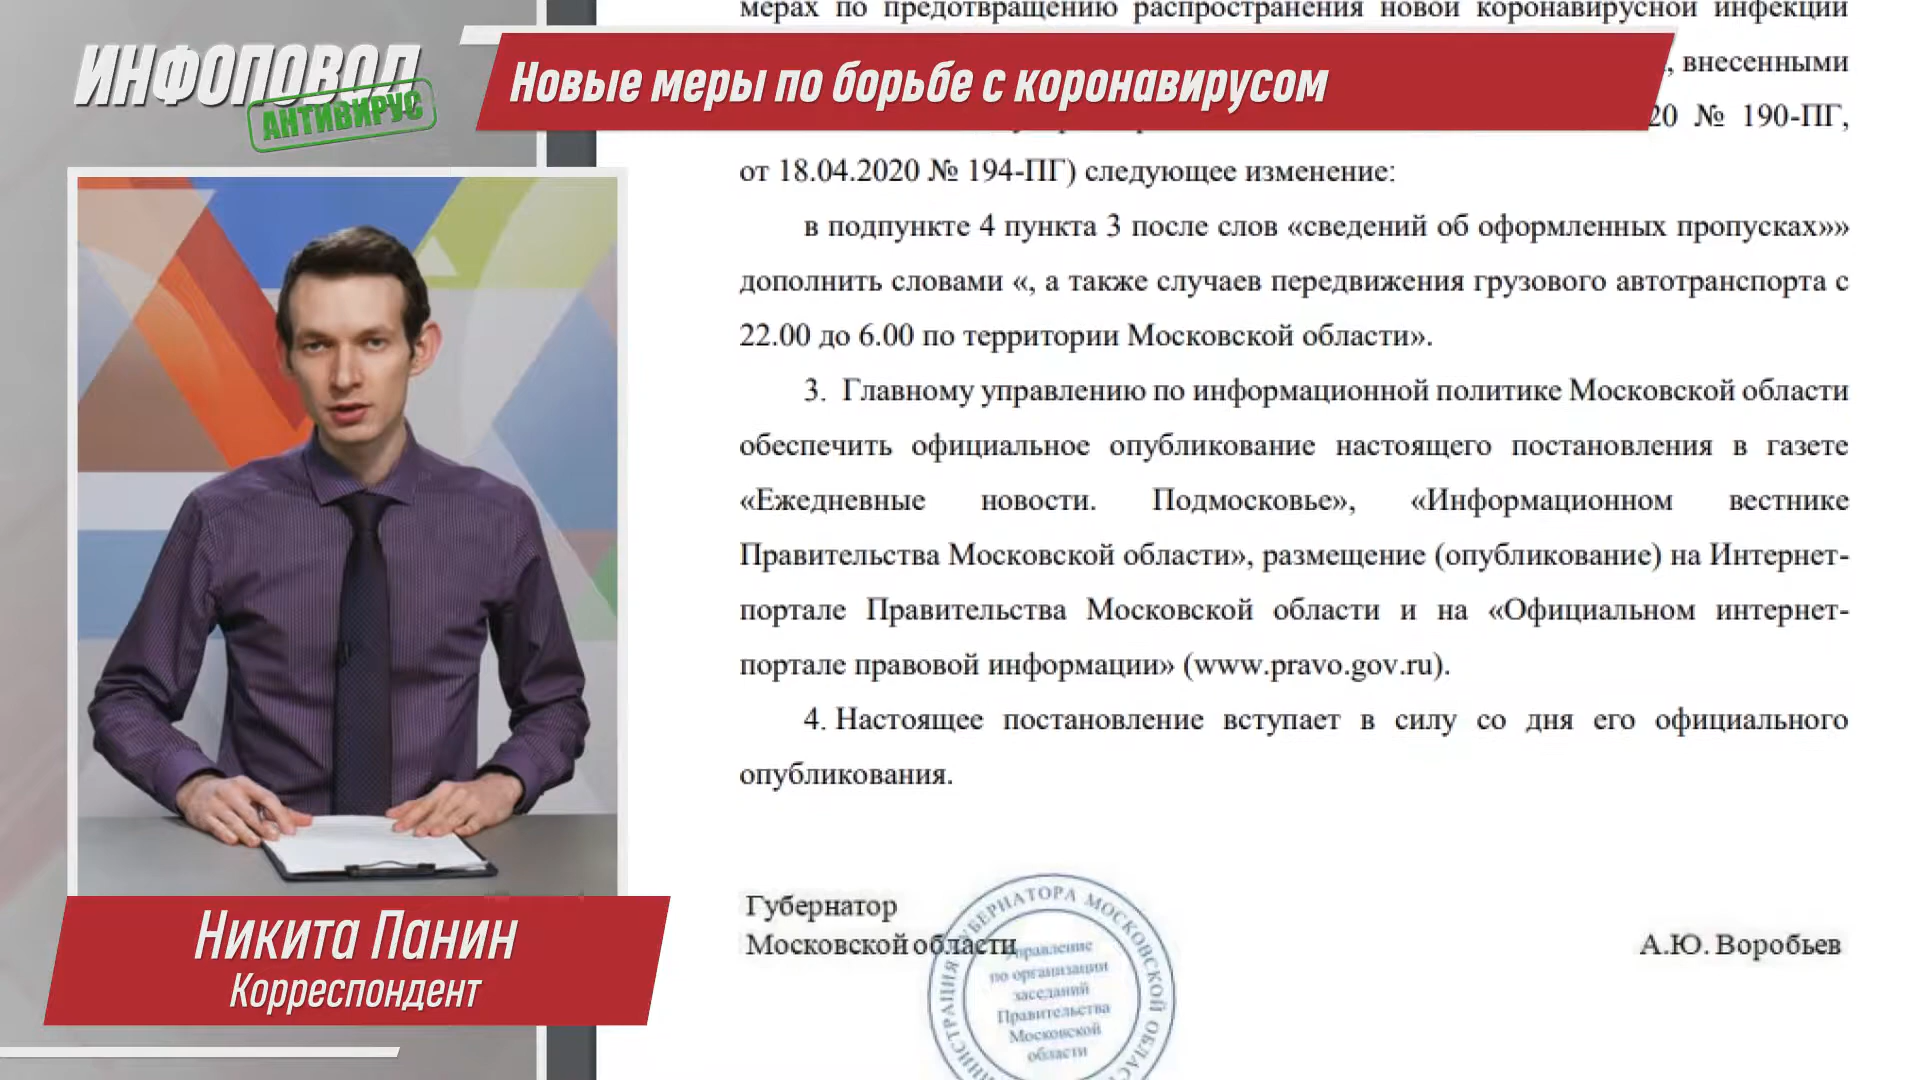 ИНФОПОВОД
АНТИВИРУС
Новые меры по борьбе с коронавирусом
мерах по предотвращению распространения новой коронавирусной инфекции
, внесенными
20 № 190-ПГ,
от 18.04.2020 № 194-ПГ) следующее изменение:
в подпункте 4 пункта 3 после слов «сведений об оформленных пропусках»»
дополнить словами «, а также случаев передвижения грузового автотранспорта с
22.00 до 6.00 по территории Московской области».
3. Главному управлению по информационной политике Московской области
обеспечить официальное опубликование настоящего постановления в газете
«Ежедневные новости. Подмосковье», «Информационном вестнике
Правительства Московской области», размещение (опубликование) на Интернет-
портале Правительства Московской области и на «Официальном интернет-
портале правовой информации» (www.pravo.gov.ru).
4. Настоящее постановление вступает в силу со дня его официального
опубликования.
Губернатор
Московской области
А.Ю. Воробьев
ГУБЕРНАТОРА МОСКОВСКОЙ
Управление
по организации
заседаний
Правительства
Московской
области
Никита Панин
Корреспондент